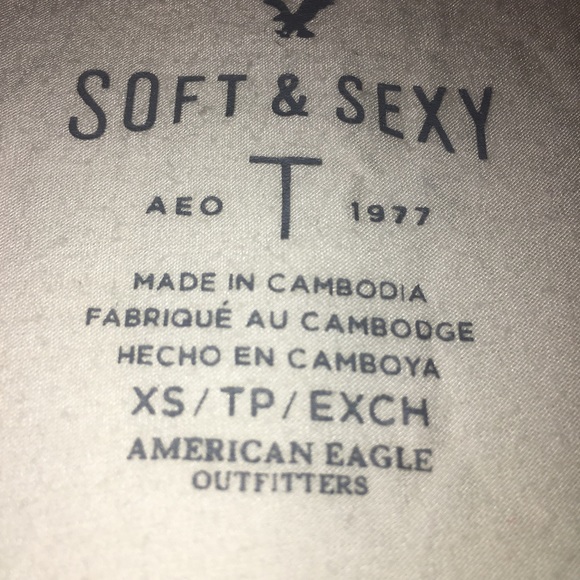 SOFT & SEXY
T
AEO 1977
MADE IN CAMBODIA
FABRIQUÉ AU CAMBODGE
HECHO EN CAMBOYA
XS/TP/EXCH
AMERICAN EAGLE
OUTFITTERS